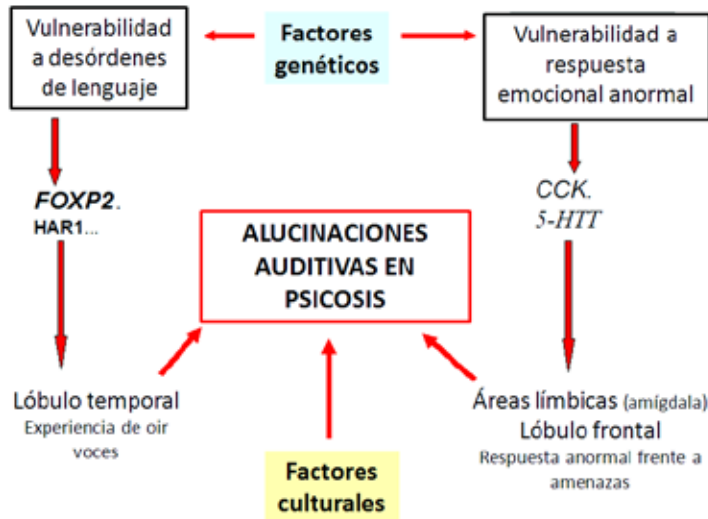 Vulnerabilidad
a desórdenes
de lenguaje
Factores
genéticos
Vulnerabilidad a
respuesta
emocional anormal
FOXP2.
HAR1...
CCK.
5-HTT
ALUCINACIONES
AUDITIVAS EN
PSICOSIS
Lóbulo temporal
Experiencia de oir
voces
Áreas límbicas (amígdala)
Lóbulo frontal
Respuesta anormal frente a
amenazas
Factores
culturales